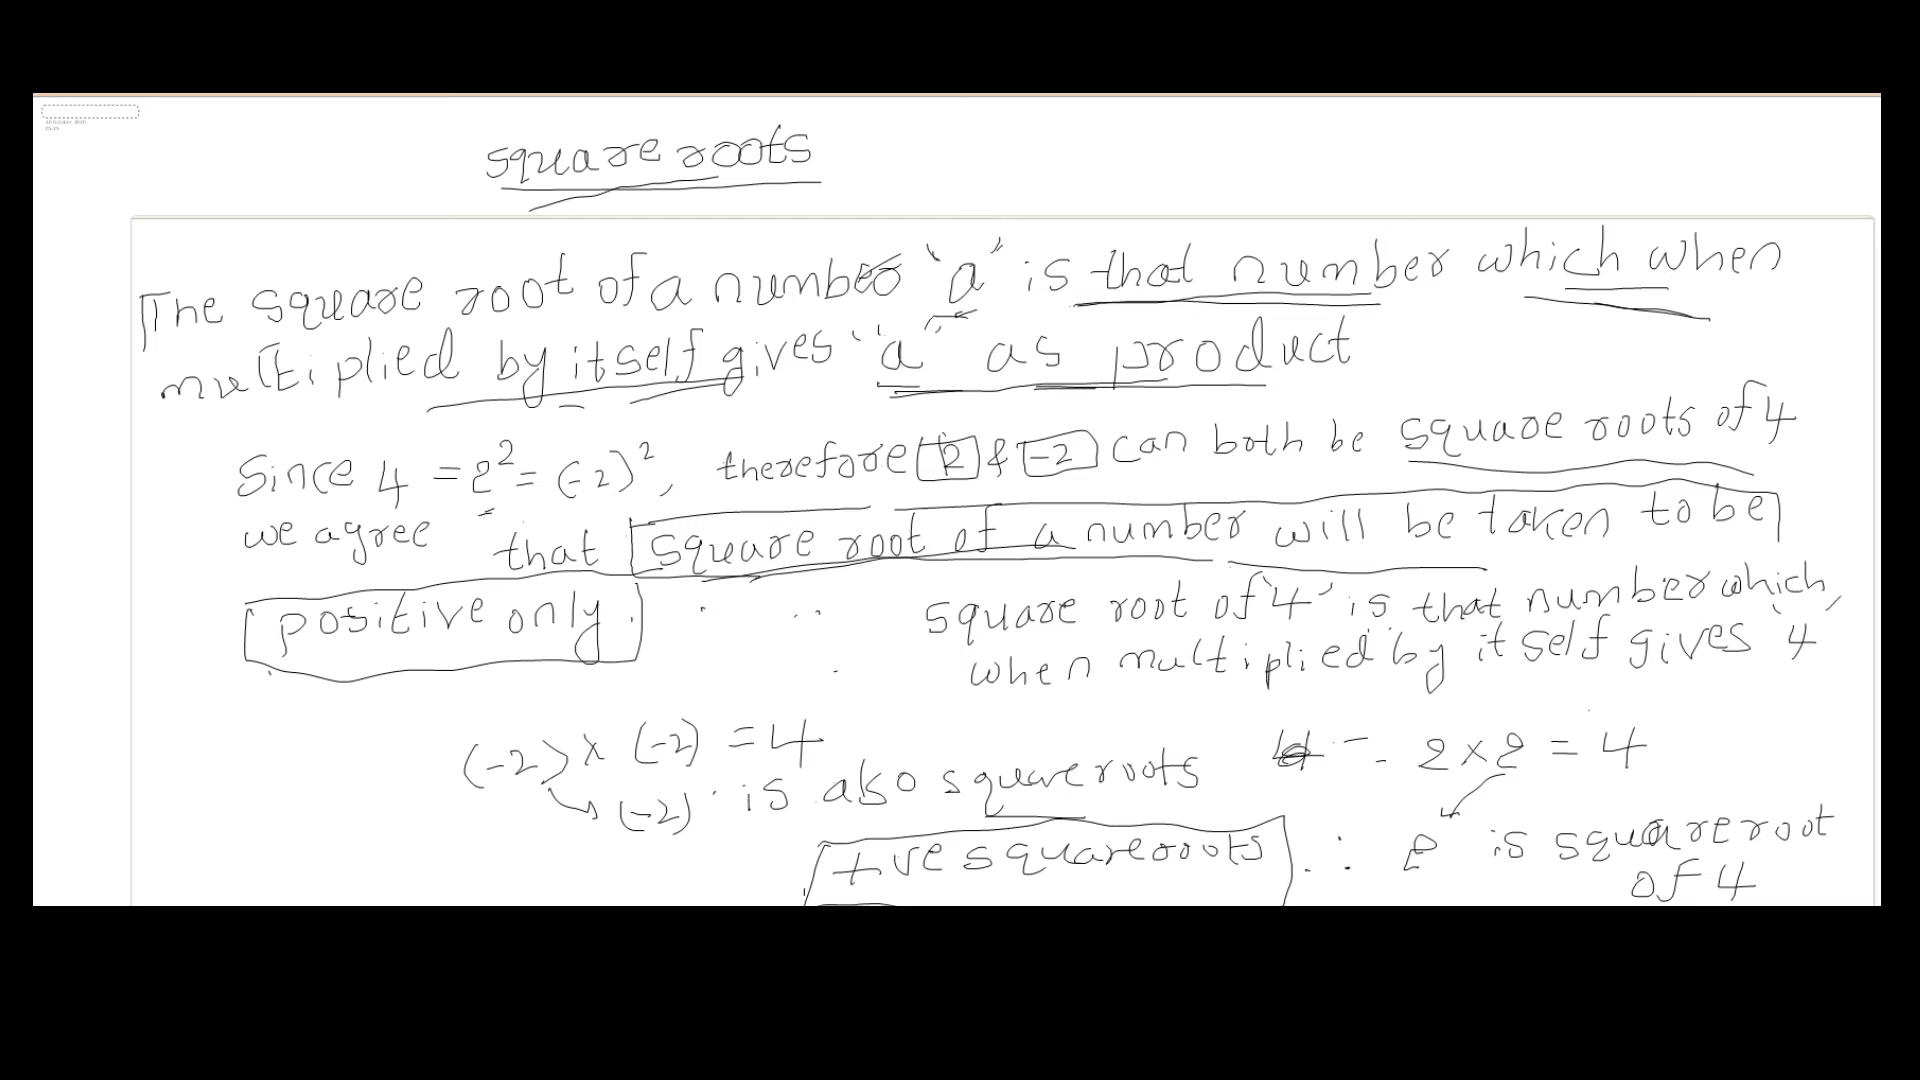 square roots
The square root of a number "a" is that number which when
multiplied by itself gives "a" as product
Since 4 = 2² = (-2)², therefore 2 & -2 can both be square roots of 4
we agree that square root of a number will be taken to be
positive only.
square root of '4' is that number which,
when multiplied by itself gives '4'
(-2) × (-2) = 4
(-2) is also square roots
+ve square roots
2 × 2 = 4
∴ 2 is square root
of 4